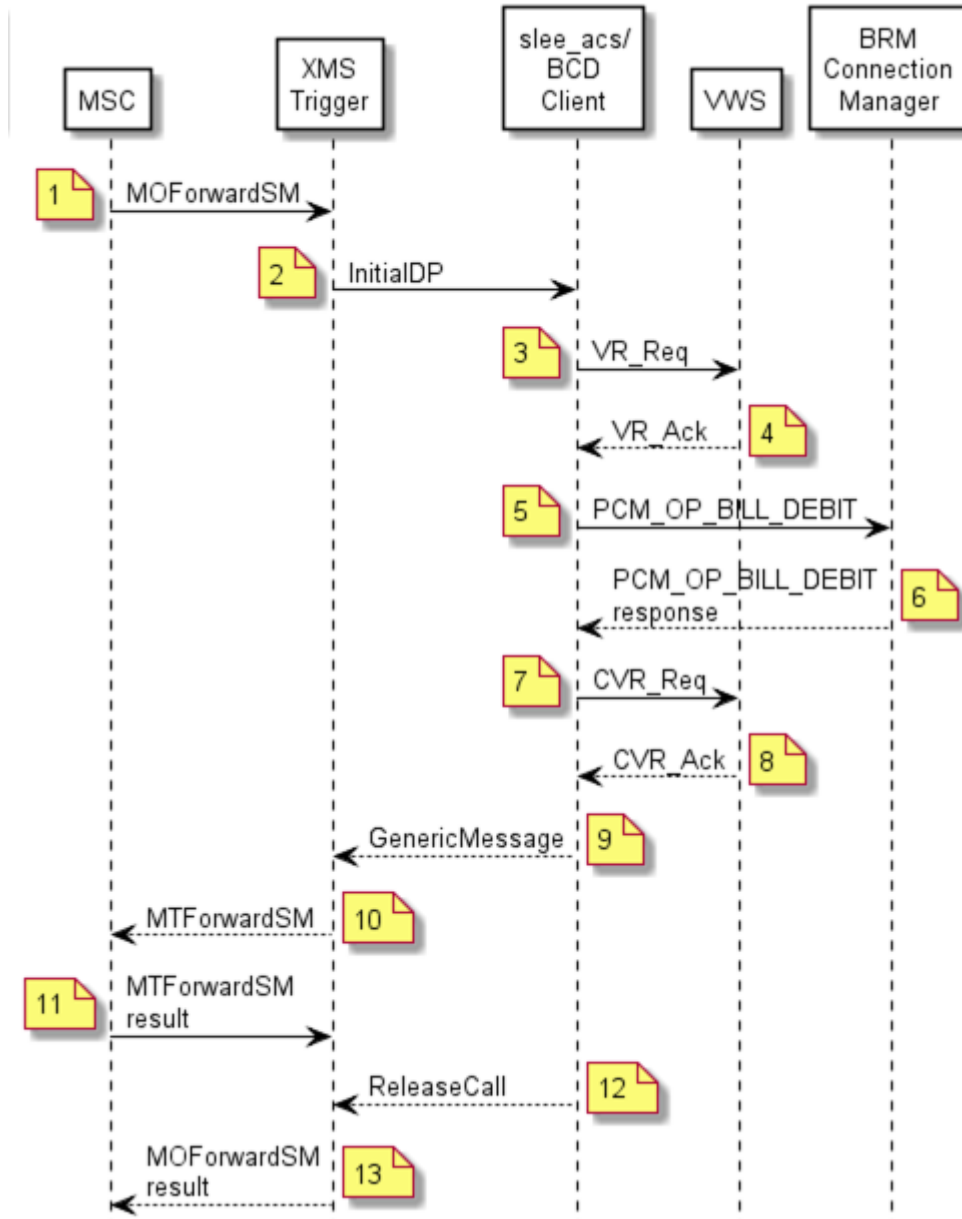 MSC
XMS
Trigger
slee_acs/
BCD
Client
VWS
BRM
Connection
Manager
1
MOForwardSM
2
InitialDP
3
VR_Req
VR_Ack
4
5
PCM_OP_BILL_DEBIT
PCM_OP_BILL_DEBIT
response
6
7
CVR_Req
CVR_Ack
8
GenericMessage
9
MTForwardSM
10
11
MTForwardSM
result
ReleaseCall
12
MOForwardSM
result
13